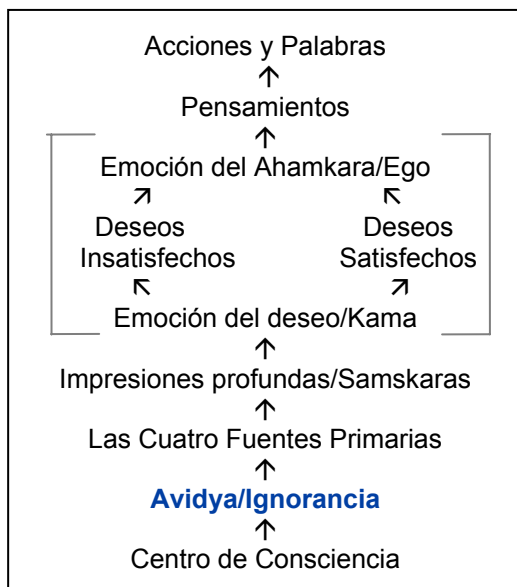 Acciones y Palabras
↑
Pensamientos
↑
Emoción del Ahamkara/Ego
↗ ↖
Deseos Deseos
Insatisfechos Satisfechos
↖ ↗
Emoción del deseo/Kama
↑
Impresiones profundas/Samskaras
↑
Las Cuatro Fuentes Primarias
↑
Avidya/Ignorancia
↑
Centro de Consciencia